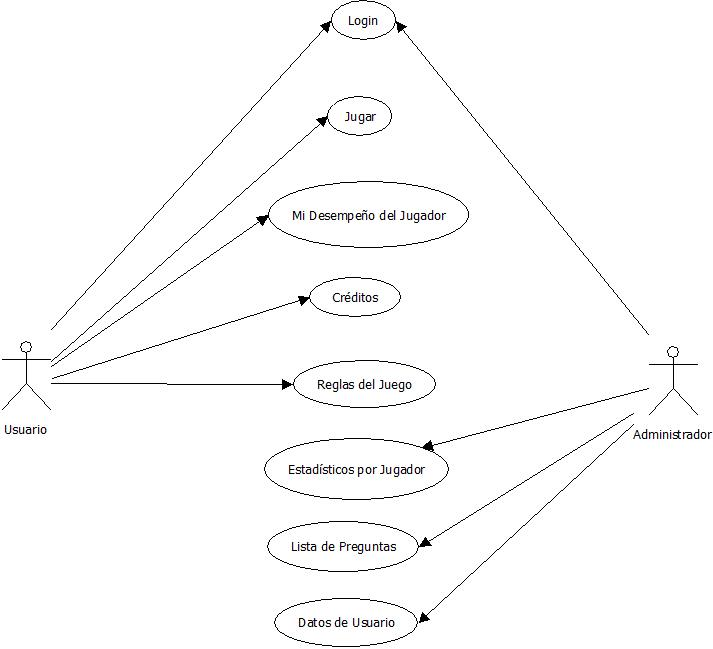 Login
Jugar
Mi Desempeño del Jugador
Créditos
Reglas del Juego
Usuario
Administrador
Estadísticos por Jugador
Lista de Preguntas
Datos de Usuario